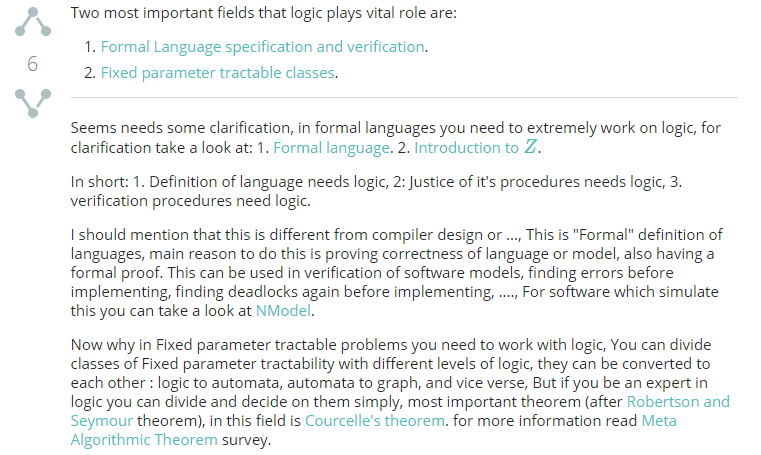 Two most important fields that logic plays vital role are:
1. Formal Language specification and verification.
6
2. Fixed parameter tractable classes.
Seems needs some clarification, in formal languages you need to extremely work on logic, for
clarification take a look at: 1. Formal language. 2. Introduction to Z.
In short: 1. Definition of language needs logic, 2: Justice of it's procedures needs logic, 3.
verification procedures need logic.
I should mention that this is different from compiler design or ..., This is "Formal" definition of
languages, main reason to do this is proving correctness of language or model, also having a
formal proof. This can be used in verification of software models, finding errors before
implementing, finding deadlocks again before implementing, ...., For software which simulate
this you can take a look at NModel.
Now why in Fixed parameter tractable problems you need to work with logic, You can divide
classes of Fixed parameter tractability with different levels of logic, they can be converted to
each other : logic to automata, automata to graph, and vice verse, But if you be an expert in
logic you can divide and decide on them simply, most important theorem (after Robertson and
Seymour theorem), in this field is Courcelle's theorem. for more information read Meta
Algorithmic Theorem survey.